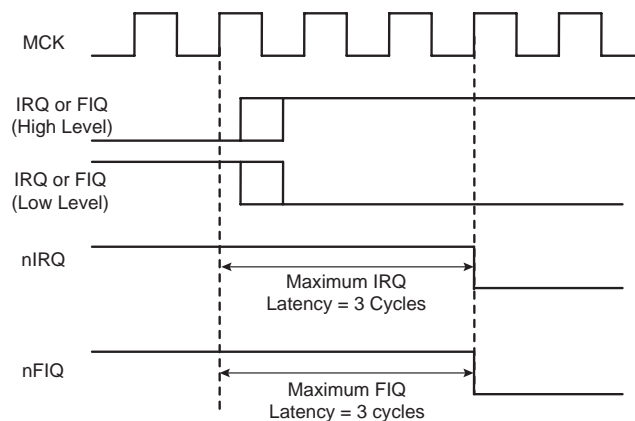 MCK
IRQ or FIQ
(High Level)
IRQ or FIQ
(Low Level)
nIRQ
Maximum IRQ
Latency = 3 Cycles
nFIQ
Maximum FIQ
Latency = 3 cycles